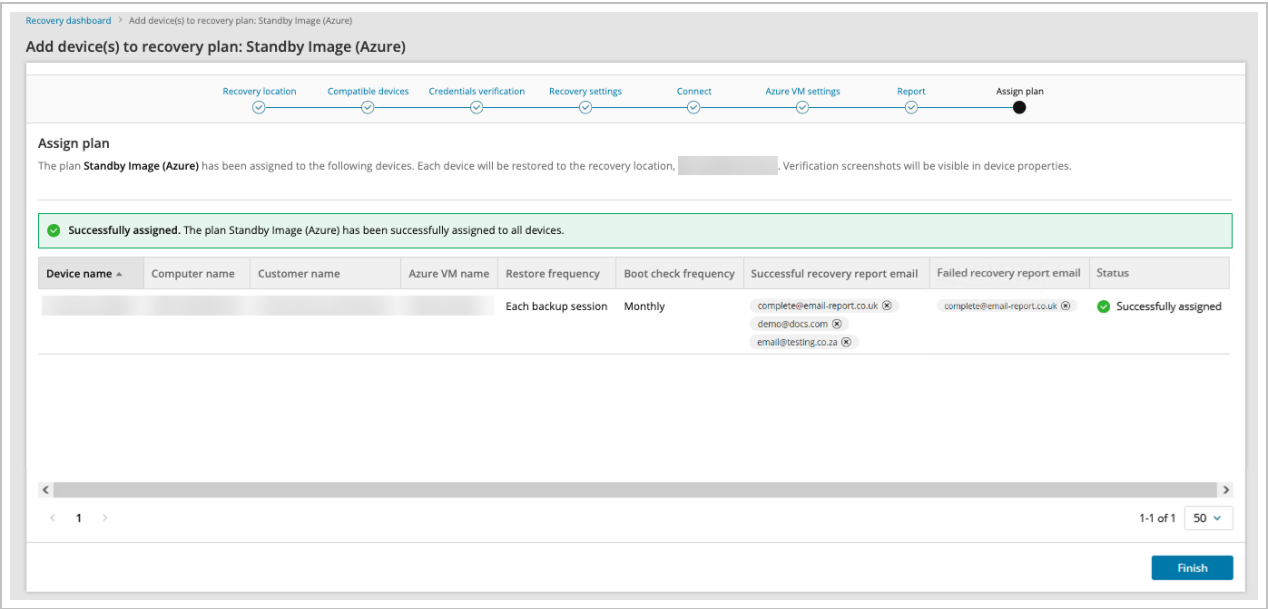 Recovery dashboard > Add device(s) to recovery plan: Standby Image (Azure)
Add device(s) to recovery plan: Standby Image (Azure)
Recovery location Compatible devices Credentials verification Recovery settings Connect Azure VM settings Report Assign plan
Assign plan
The plan Standby Image (Azure) has been assigned to the following devices. Each device will be restored to the recovery location, . Verification screenshots will be visible in device properties.
Successfully assigned. The plan Standby Image (Azure) has been successfully assigned to all devices.
Device name Computer name Customer name Azure VM name Restore frequency Boot check frequency Successful recovery report email Failed recovery report email Status
Each backup session Monthly complete@email-report.co.uk complete@email-report.co.uk Successfully assigned
demo@docs.com
email@testing.co.za
< 1 > 1-1 of 1 50
Finish